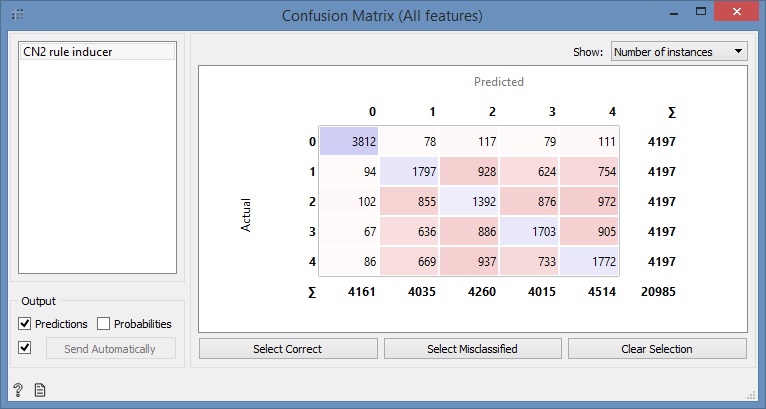 Confusion Matrix (All features)
CN2 rule inducer
Show: Number of instances
Predicted
0 1 2 3 4 Σ
0 3812 78 117 79 111 4197
1 94 1797 928 624 754 4197
2 102 855 1392 876 972 4197
3 67 636 886 1703 905 4197
4 86 669 937 733 1772 4197
Σ 4161 4035 4260 4015 4514 20985
Actual
Output
Predictions Probabilities
Send Automatically
Select Correct Select Misclassified Clear Selection
?